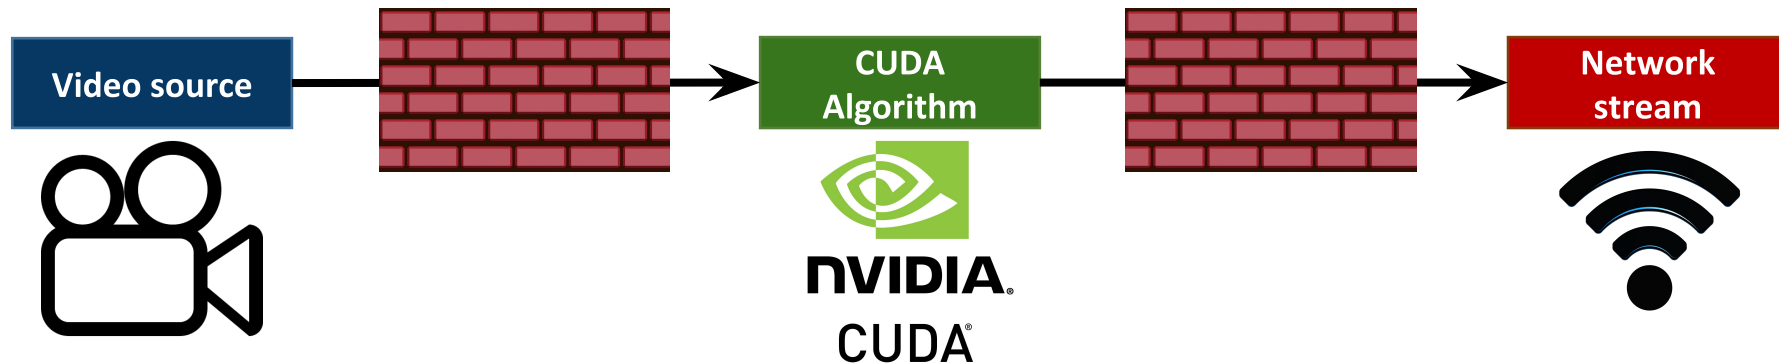 Video source
CUDA
Algorithm
Network
stream
nVIDIA®
CUDA®